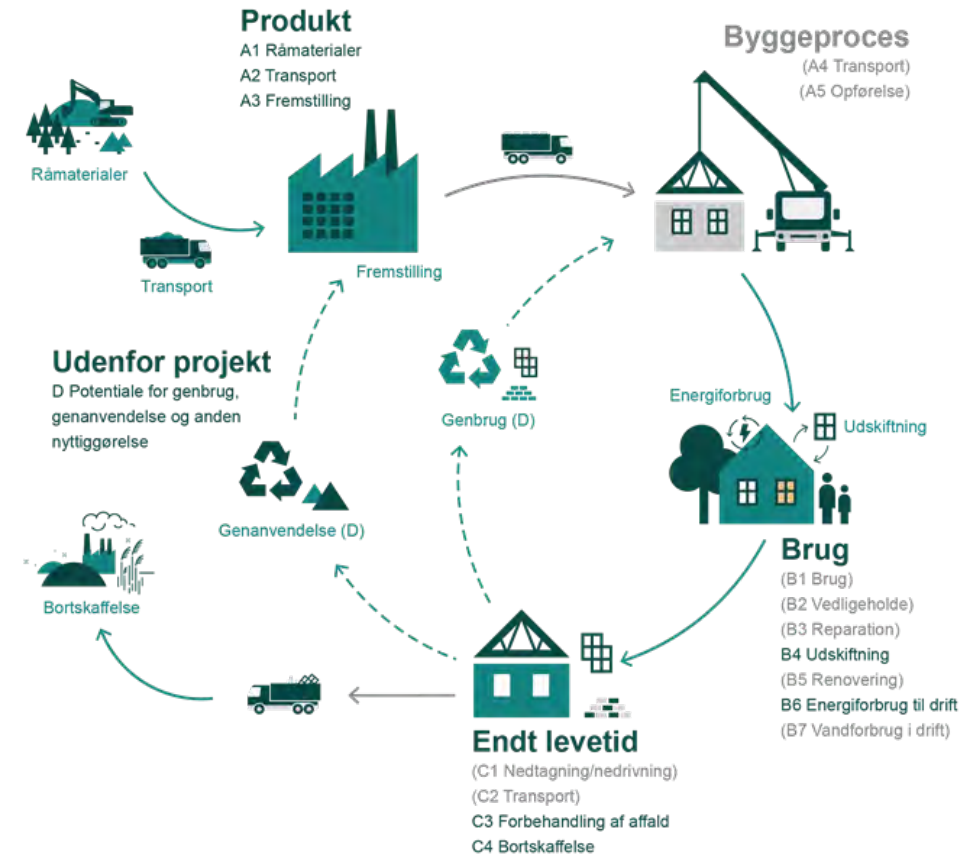 Produkt
A1 Råmaterialer
A2 Transport
A3 Fremstilling
Byggeproces
(A4 Transport)
(A5 Opførelse)
Råmaterialer
Transport
Fremstilling
Udenfor projekt
D Potentiale for genbrug,
genanvendelse og anden
nyttiggørelse
Genbrug (D)
Genanvendelse (D)
Energiforbrug
Udskiftning
Bortskaffelse
Brug
(B1 Brug)
(B2 Vedligeholde)
(B3 Reparation)
B4 Udskiftning
(B5 Renovering)
B6 Energiforbrug til drift
(B7 Vandforbrug i drift)
Endt levetid
(C1 Nedtagning/nedrivning)
(C2 Transport)
C3 Forbehandling af affald
C4 Bortskaffelse